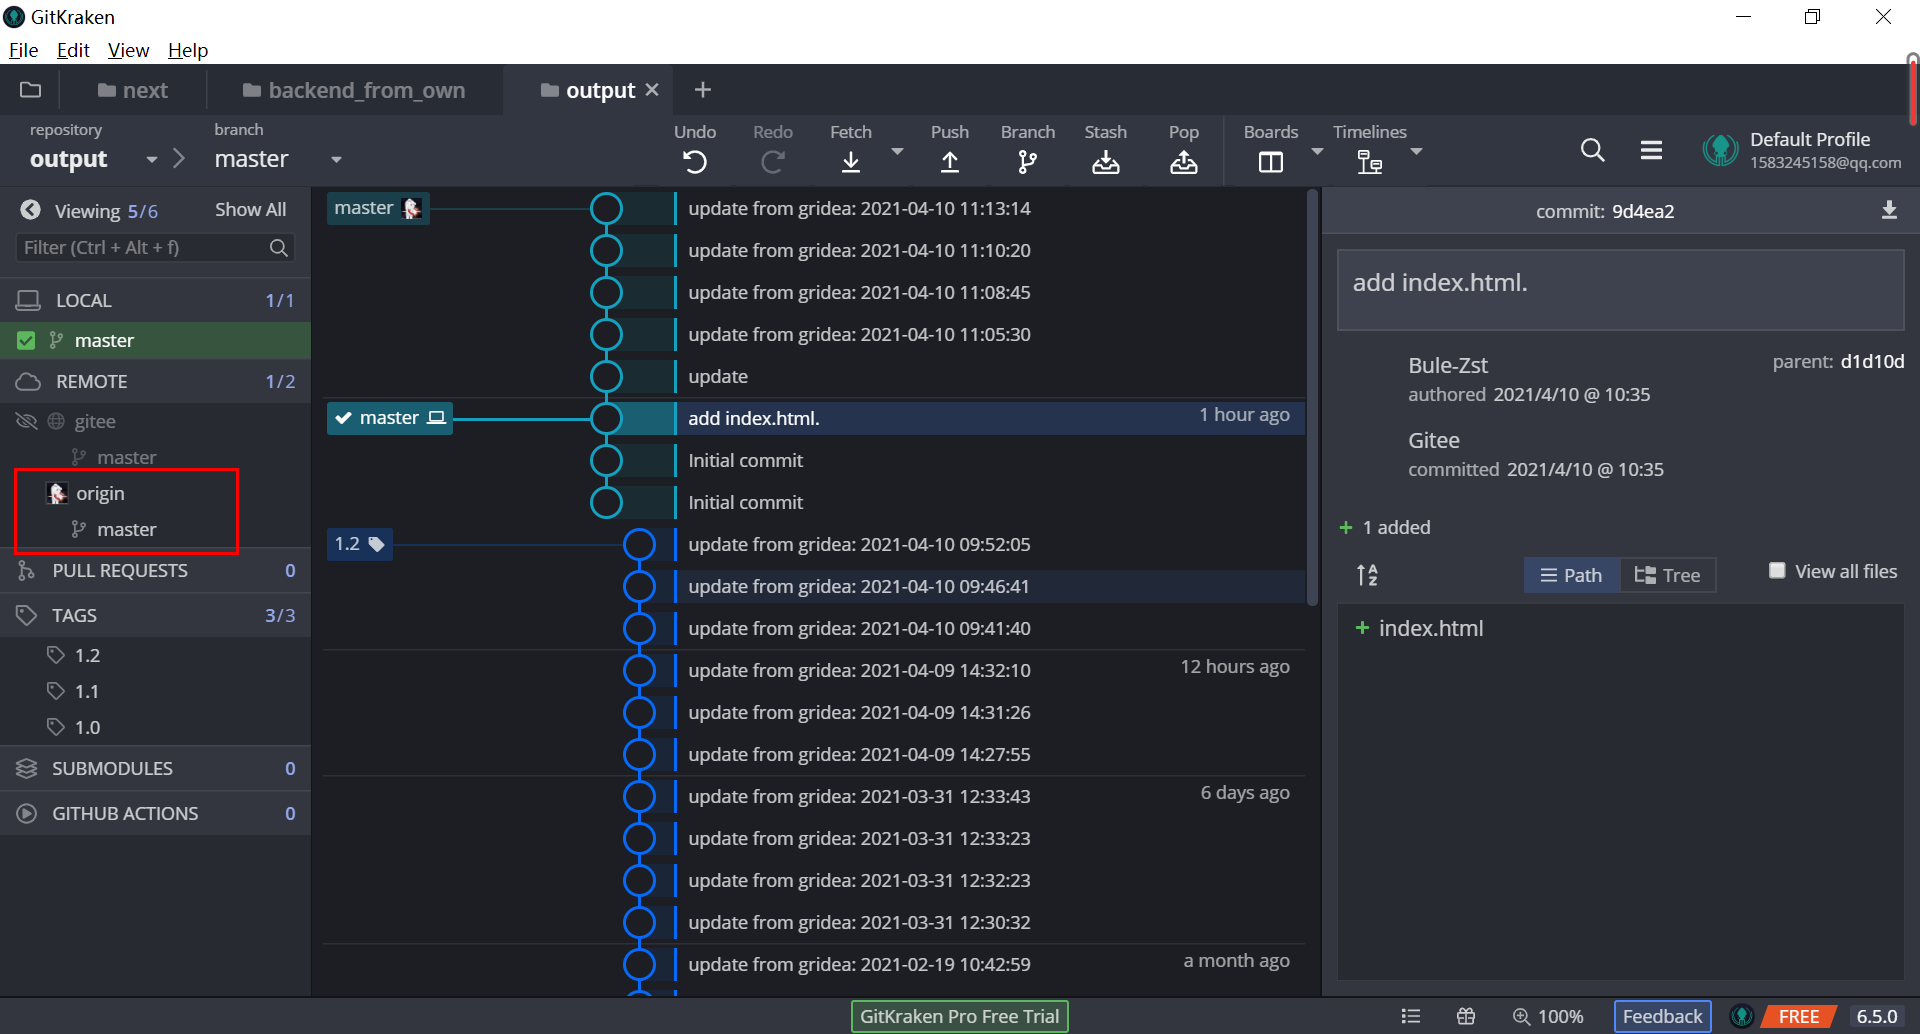 GitKraken
File Edit View Help
next backend_from_own output
repository branch
output master
Undo Redo Fetch Push Branch Stash Pop Boards Timelines
Default Profile
1583245158@qq.com
Viewing 5/6 Show All
Filter (Ctrl + Alt + f)
LOCAL 1/1
master
REMOTE 1/2
gitee
master
origin
master
PULL REQUESTS 0
TAGS 3/3
1.2
1.1
1.0
SUBMODULES 0
GITHUB ACTIONS 0
master update from gridea: 2021-04-10 11:13:14
update from gridea: 2021-04-10 11:10:20
update from gridea: 2021-04-10 11:08:45
update from gridea: 2021-04-10 11:05:30
update
master add index.html. 1 hour ago
Initial commit
Initial commit
1.2 update from gridea: 2021-04-10 09:52:05
update from gridea: 2021-04-10 09:46:41
update from gridea: 2021-04-10 09:41:40
update from gridea: 2021-04-09 14:32:10 12 hours ago
update from gridea: 2021-04-09 14:31:26
update from gridea: 2021-04-09 14:27:55
update from gridea: 2021-03-31 12:33:43 6 days ago
update from gridea: 2021-03-31 12:33:23
update from gridea: 2021-03-31 12:32:23
update from gridea: 2021-03-31 12:30:32
update from gridea: 2021-02-19 10:42:59 a month ago
commit: 9d4ea2
add index.html.
Bule-Zst parent: d1d10d
authored 2021/4/10 @ 10:35
Gitee
committed 2021/4/10 @ 10:35
+ 1 added
A Z Path Tree View all files
+ index.html
GitKraken Pro Free Trial 100% Feedback FREE 6.5.0